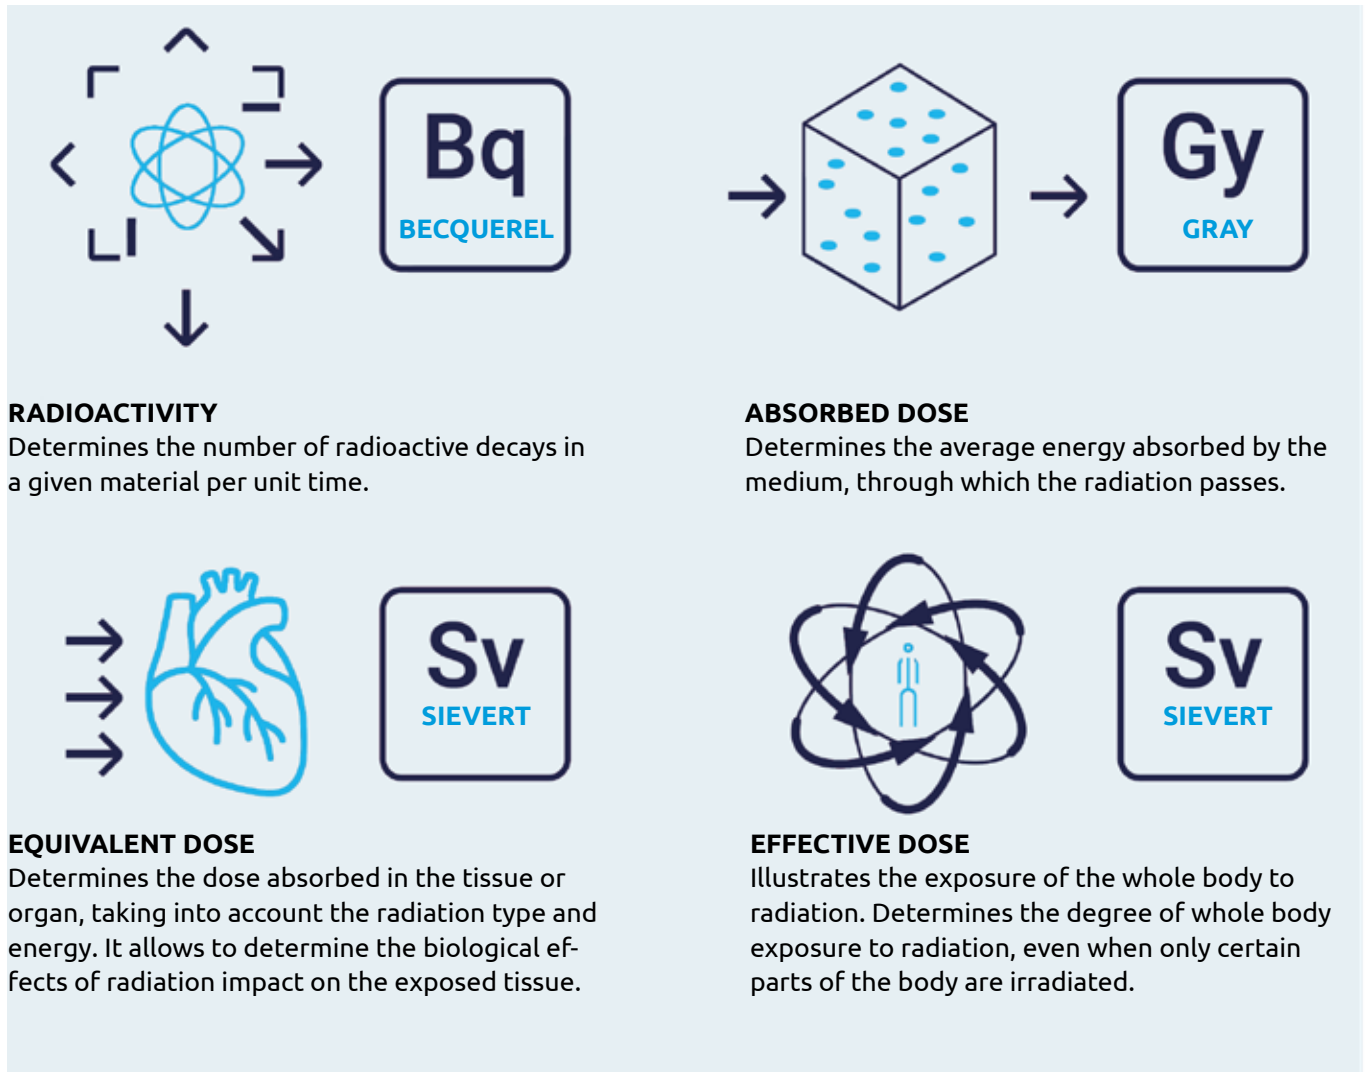 Bq
BECQUEREL
Gy
GRAY
RADIOACTIVITY
Determines the number of radioactive decays in
a given material per unit time.
ABSORBED DOSE
Determines the average energy absorbed by the
medium, through which the radiation passes.
Sv
SIEVERT
Sv
SIEVERT
EQUIVALENT DOSE
Determines the dose absorbed in the tissue or
organ, taking into account the radiation type and
energy. It allows to determine the biological ef-
fects of radiation impact on the exposed tissue.
EFFECTIVE DOSE
Illustrates the exposure of the whole body to
radiation. Determines the degree of whole body
exposure to radiation, even when only certain
parts of the body are irradiated.